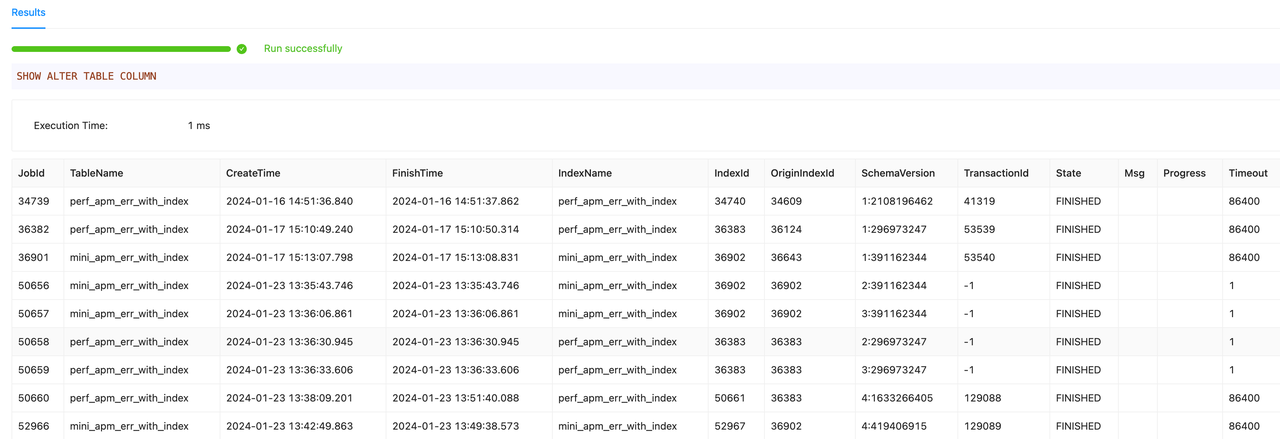 Results
Run successfully
SHOW ALTER TABLE COLUMN
Execution Time: 1 ms
JobId TableName CreateTime FinishTime IndexName IndexId OriginIndexId SchemaVersion TransactionId State Msg Progress Timeout
34739 perf_apm_err_with_index 2024-01-16 14:51:36.840 2024-01-16 14:51:37.862 perf_apm_err_with_index 34740 34609 1:2108196462 41319 FINISHED 86400
36382 perf_apm_err_with_index 2024-01-17 15:10:49.240 2024-01-17 15:10:50.314 perf_apm_err_with_index 36383 36124 1:296973247 53539 FINISHED 86400
36901 mini_apm_err_with_index 2024-01-17 15:13:07.798 2024-01-17 15:13:08.831 mini_apm_err_with_index 36902 36643 1:391162344 53540 FINISHED 86400
50656 mini_apm_err_with_index 2024-01-23 13:35:43.746 2024-01-23 13:35:43.746 mini_apm_err_with_index 36902 36902 2:391162344 -1 FINISHED 1
50657 mini_apm_err_with_index 2024-01-23 13:36:06.861 2024-01-23 13:36:06.861 mini_apm_err_with_index 36902 36902 3:391162344 -1 FINISHED 1
50658 perf_apm_err_with_index 2024-01-23 13:36:30.945 2024-01-23 13:36:30.945 perf_apm_err_with_index 36383 36383 2:296973247 -1 FINISHED 1
50659 perf_apm_err_with_index 2024-01-23 13:36:33.606 2024-01-23 13:36:33.606 perf_apm_err_with_index 36383 36383 3:296973247 -1 FINISHED 1
50660 perf_apm_err_with_index 2024-01-23 13:38:09.201 2024-01-23 13:51:40.088 perf_apm_err_with_index 50661 36383 4:1633266405 129088 FINISHED 86400
52966 mini_apm_err_with_index 2024-01-23 13:42:49.863 2024-01-23 13:49:38.573 mini_apm_err_with_index 52967 36902 4:419406915 129089 FINISHED 86400